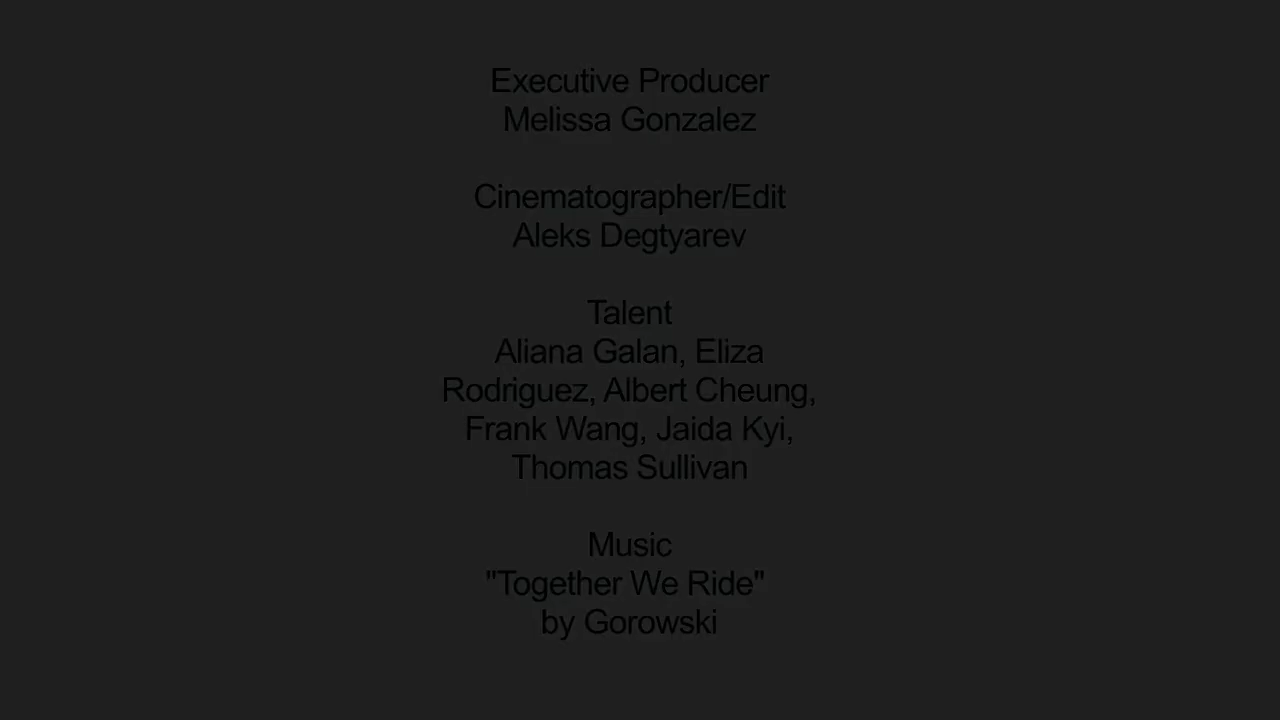 Executive Producer
Melissa Gonzalez
Cinematographer/Edit
Aleks Degtyarev
Talent
Aliana Galan, Eliza
Rodriguez, Albert Cheung,
Frank Wang, Jaida Kyi,
Thomas Sullivan
Music
"Together We Ride"
by Gorowski